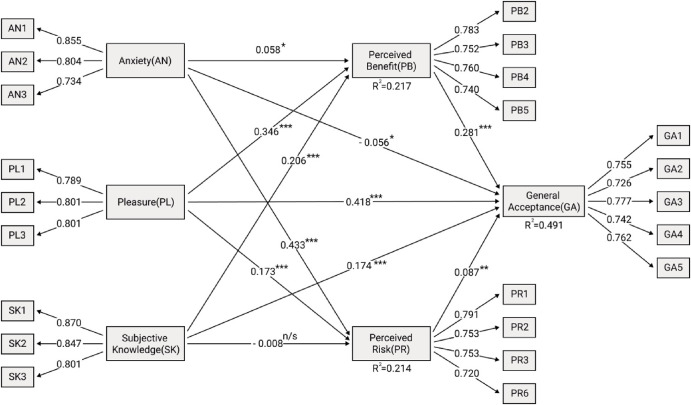 AN1
AN2
AN3
0.855
0.804
0.734
Anxiety(AN)
0.058*
Perceived
Benefit(PB)
R²=0.217
0.783
0.752
0.760
0.740
PB2
PB3
PB4
PB5
0.346***
0.206***
- 0.056*
0.281***
PL1
PL2
PL3
0.789
0.801
0.801
Pleasure(PL)
0.418***
General
Acceptance(GA)
R²=0.491
0.755
0.726
0.777
0.742
0.762
GA1
GA2
GA3
GA4
GA5
0.433***
0.173***
0.174***
0.087**
SK1
SK2
SK3
0.870
0.847
0.801
Subjective
Knowledge(SK)
n/s
- 0.008
Perceived
Risk(PR)
R²=0.214
0.791
0.753
0.753
0.720
PR1
PR2
PR3
PR6